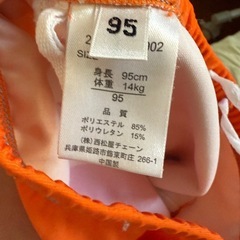 95
SIZE
身長 95cm
体重 14kg
95
品質
ポリエステル 85%
ポリウレタン 15%
㈱西松屋チェーン
兵庫県姫路市飾東町庄 266-1
中国製